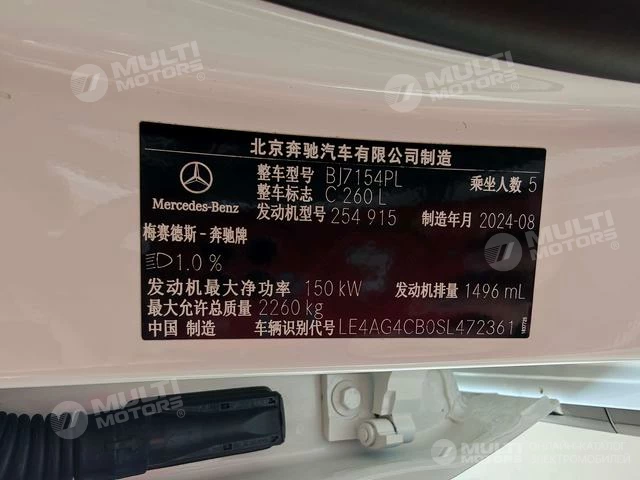 北京奔驰汽车有限公司制造
整车型号 BJ7154PL 乘坐人数 5
整车标志 C 260 L
发动机型号 254 915 制造年月 2024-08
Mercedes-Benz
梅赛德斯-奔驰牌
1.0 %
发动机最大净功率 150 kW 发动机排量 1496 mL
最大允许总质量 2260 kg
中国 制造 车辆识别代号 LE4AG4CB0SL472361
MULTI MOTORS
MULTI MOTORS
MULTI MOTORS
MULTI MOTORS
MULTI MOTORS
MULTI MOTORS
MULTI